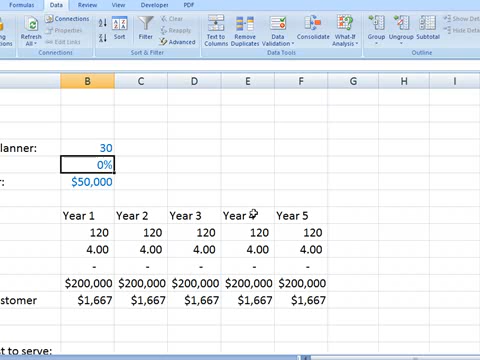 Formulas Data Review View Developer PDF
Refresh All Connections Properties Edit Links Connections
Sort Filter Clear Reapply Advanced Sort & Filter
Text to Columns Remove Duplicates Data Validation Consolidate What-If Analysis Data Tools
Group Ungroup Subtotal Outline
B C D E F G H I
lanner: 30
0%
r: $50,000
Year 1 Year 2 Year 3 Year 4 Year 5
120 120 120 120 120
4.00 4.00 4.00 4.00 4.00
- - - - -
$200,000 $200,000 $200,000 $200,000 $200,000
ustomer $1,667 $1,667 $1,667 $1,667 $1,667
st to serve: